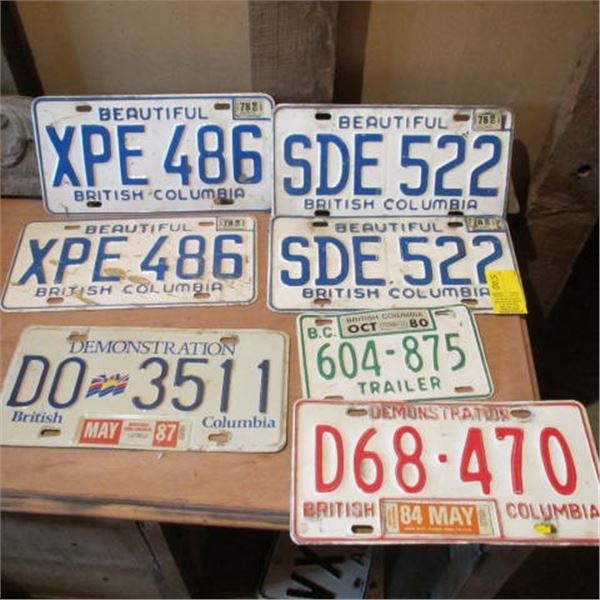 BEAUTIFUL 78
XPE 486
BRITISH COLUMBIA
BEAUTIFUL 78
SDE 522
BRITISH COLUMBIA
BEAUTIFUL 78
XPE 486
BRITISH COLUMBIA
BEAUTIFUL 78
SDE 522
BRITISH COLUMBIA
DEMONSTRATION
DO 3511
British Columbia
MAY 87
BRITISH COLUMBIA
B.C. OCT 80
604-875
TRAILER
DEMONSTRATION
D68·470
BRITISH COLUMBIA
84 MAY
VX